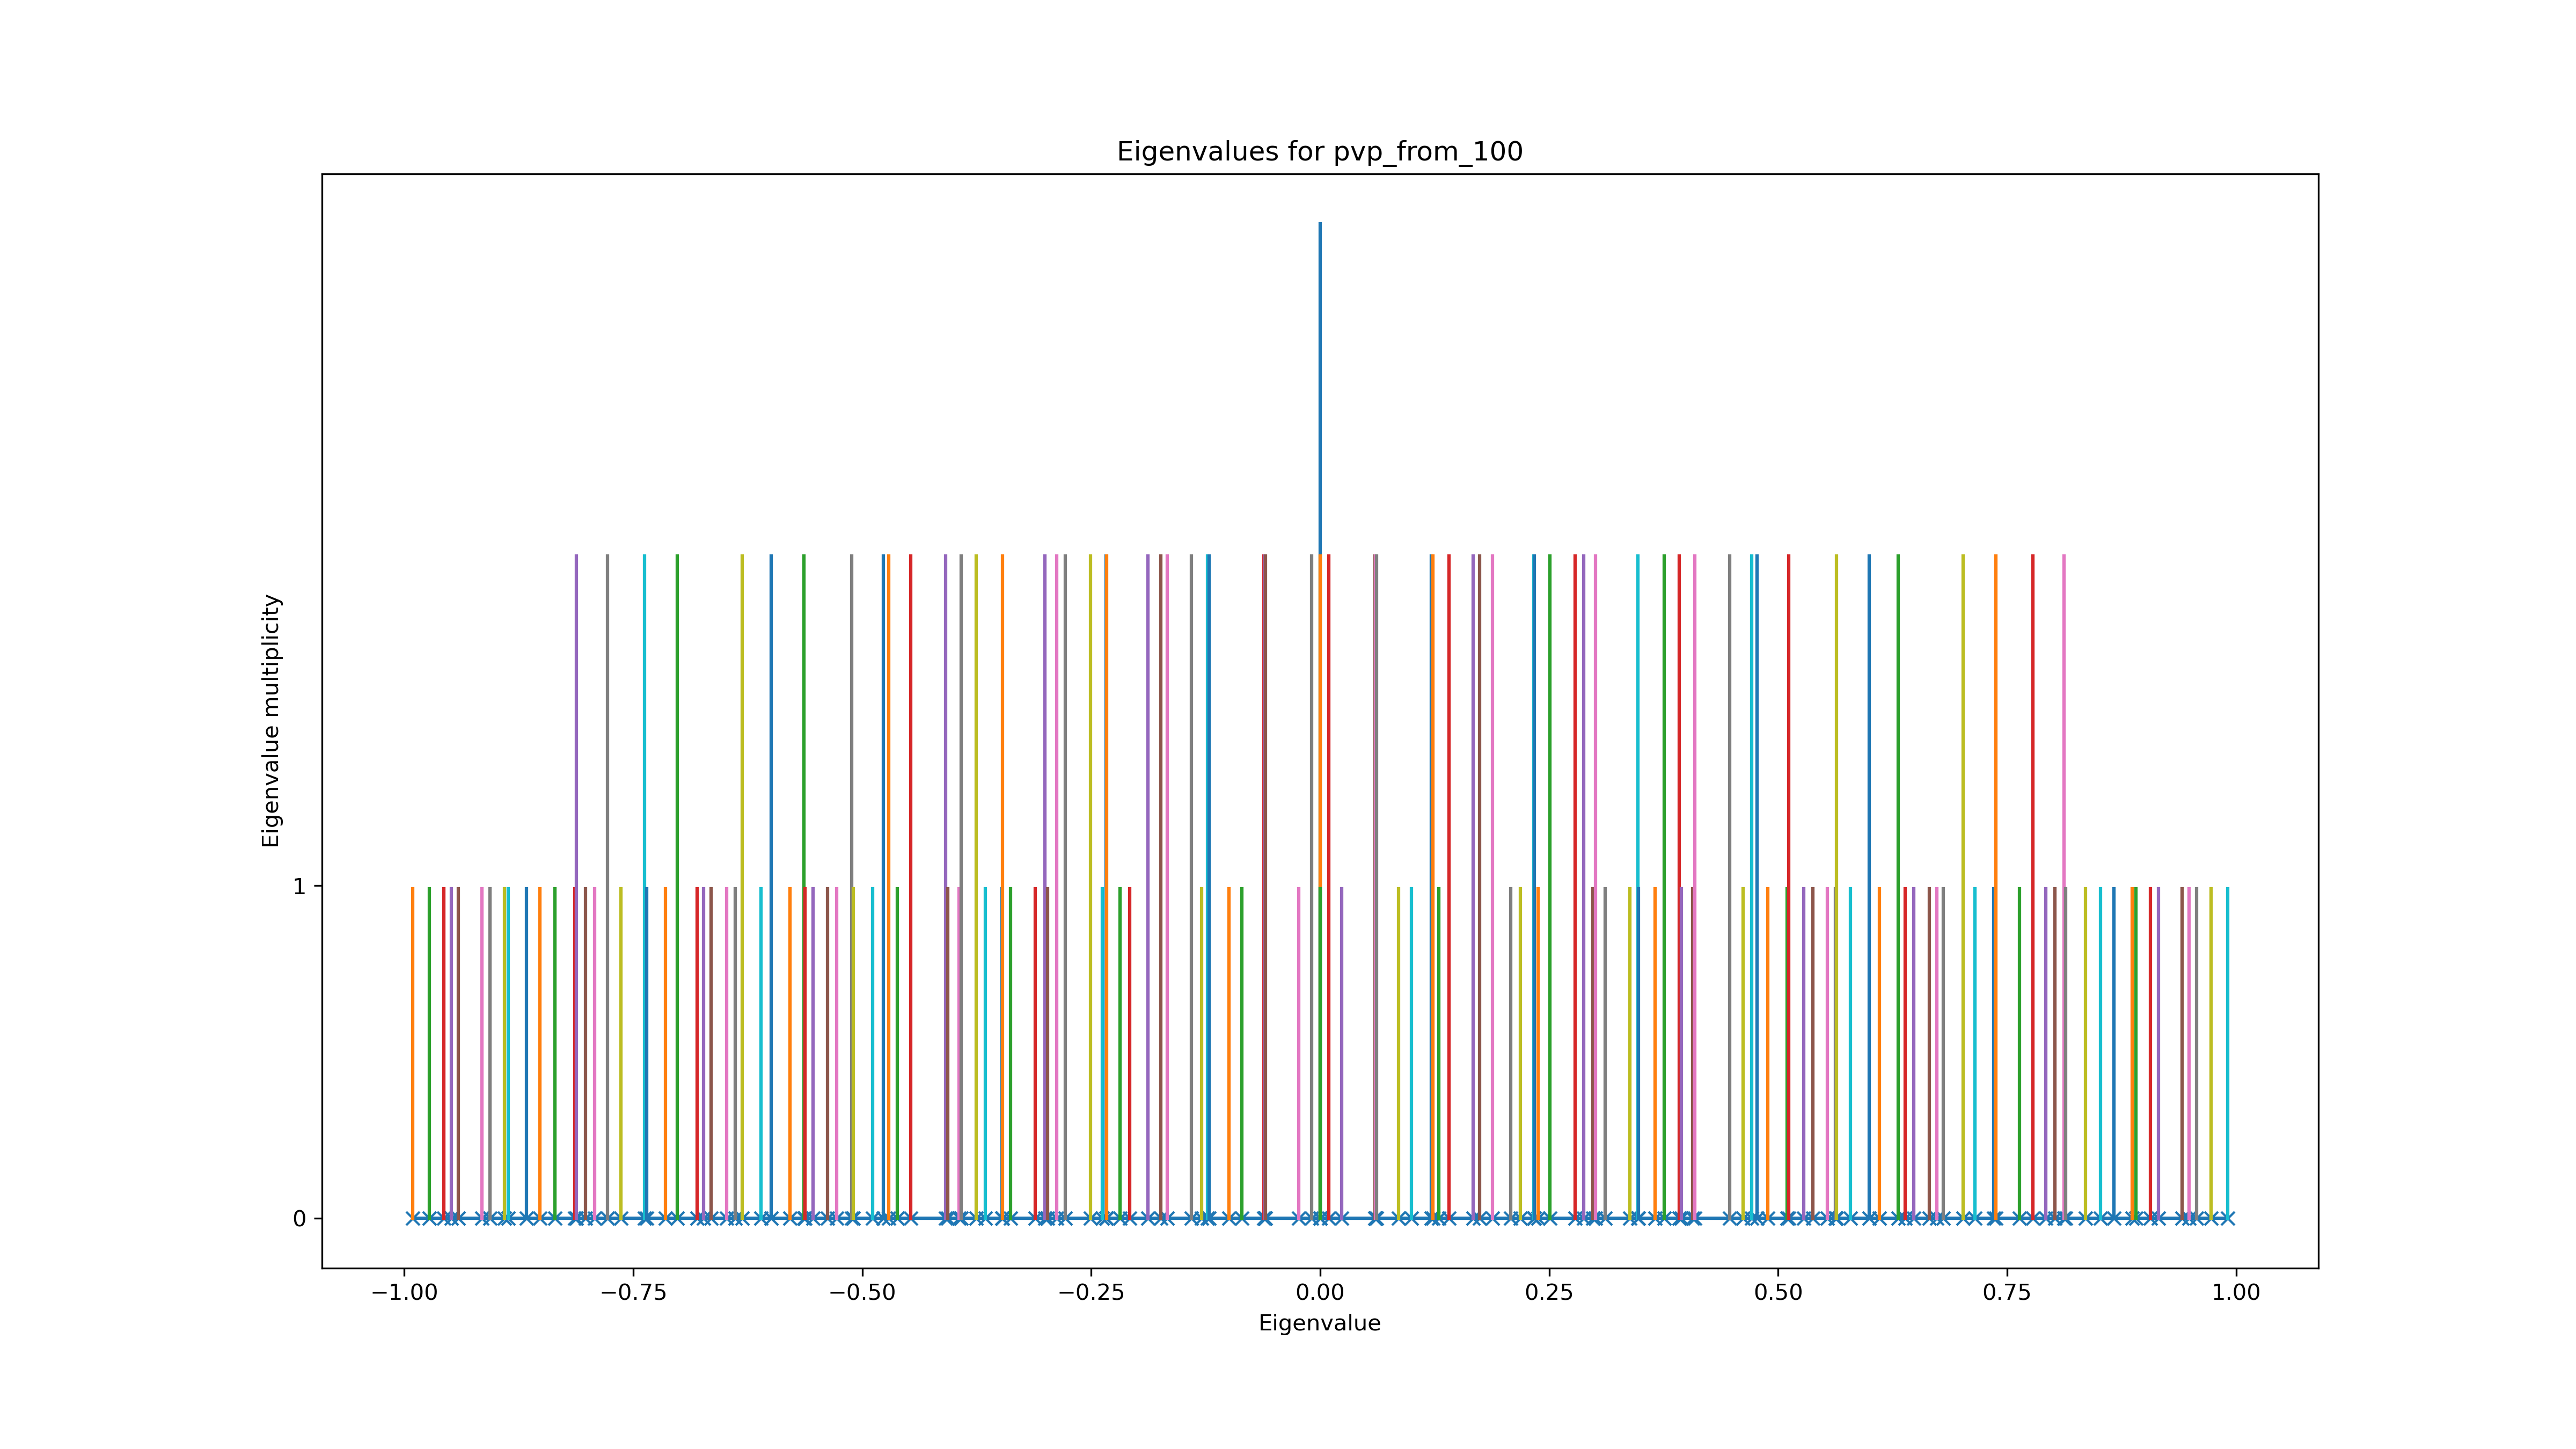 Eigenvalues for pvp_from_100
Eigenvalue multiplicity
1
0
−1.00 −0.75 −0.50 −0.25 0.00 0.25 0.50 0.75 1.00
Eigenvalue